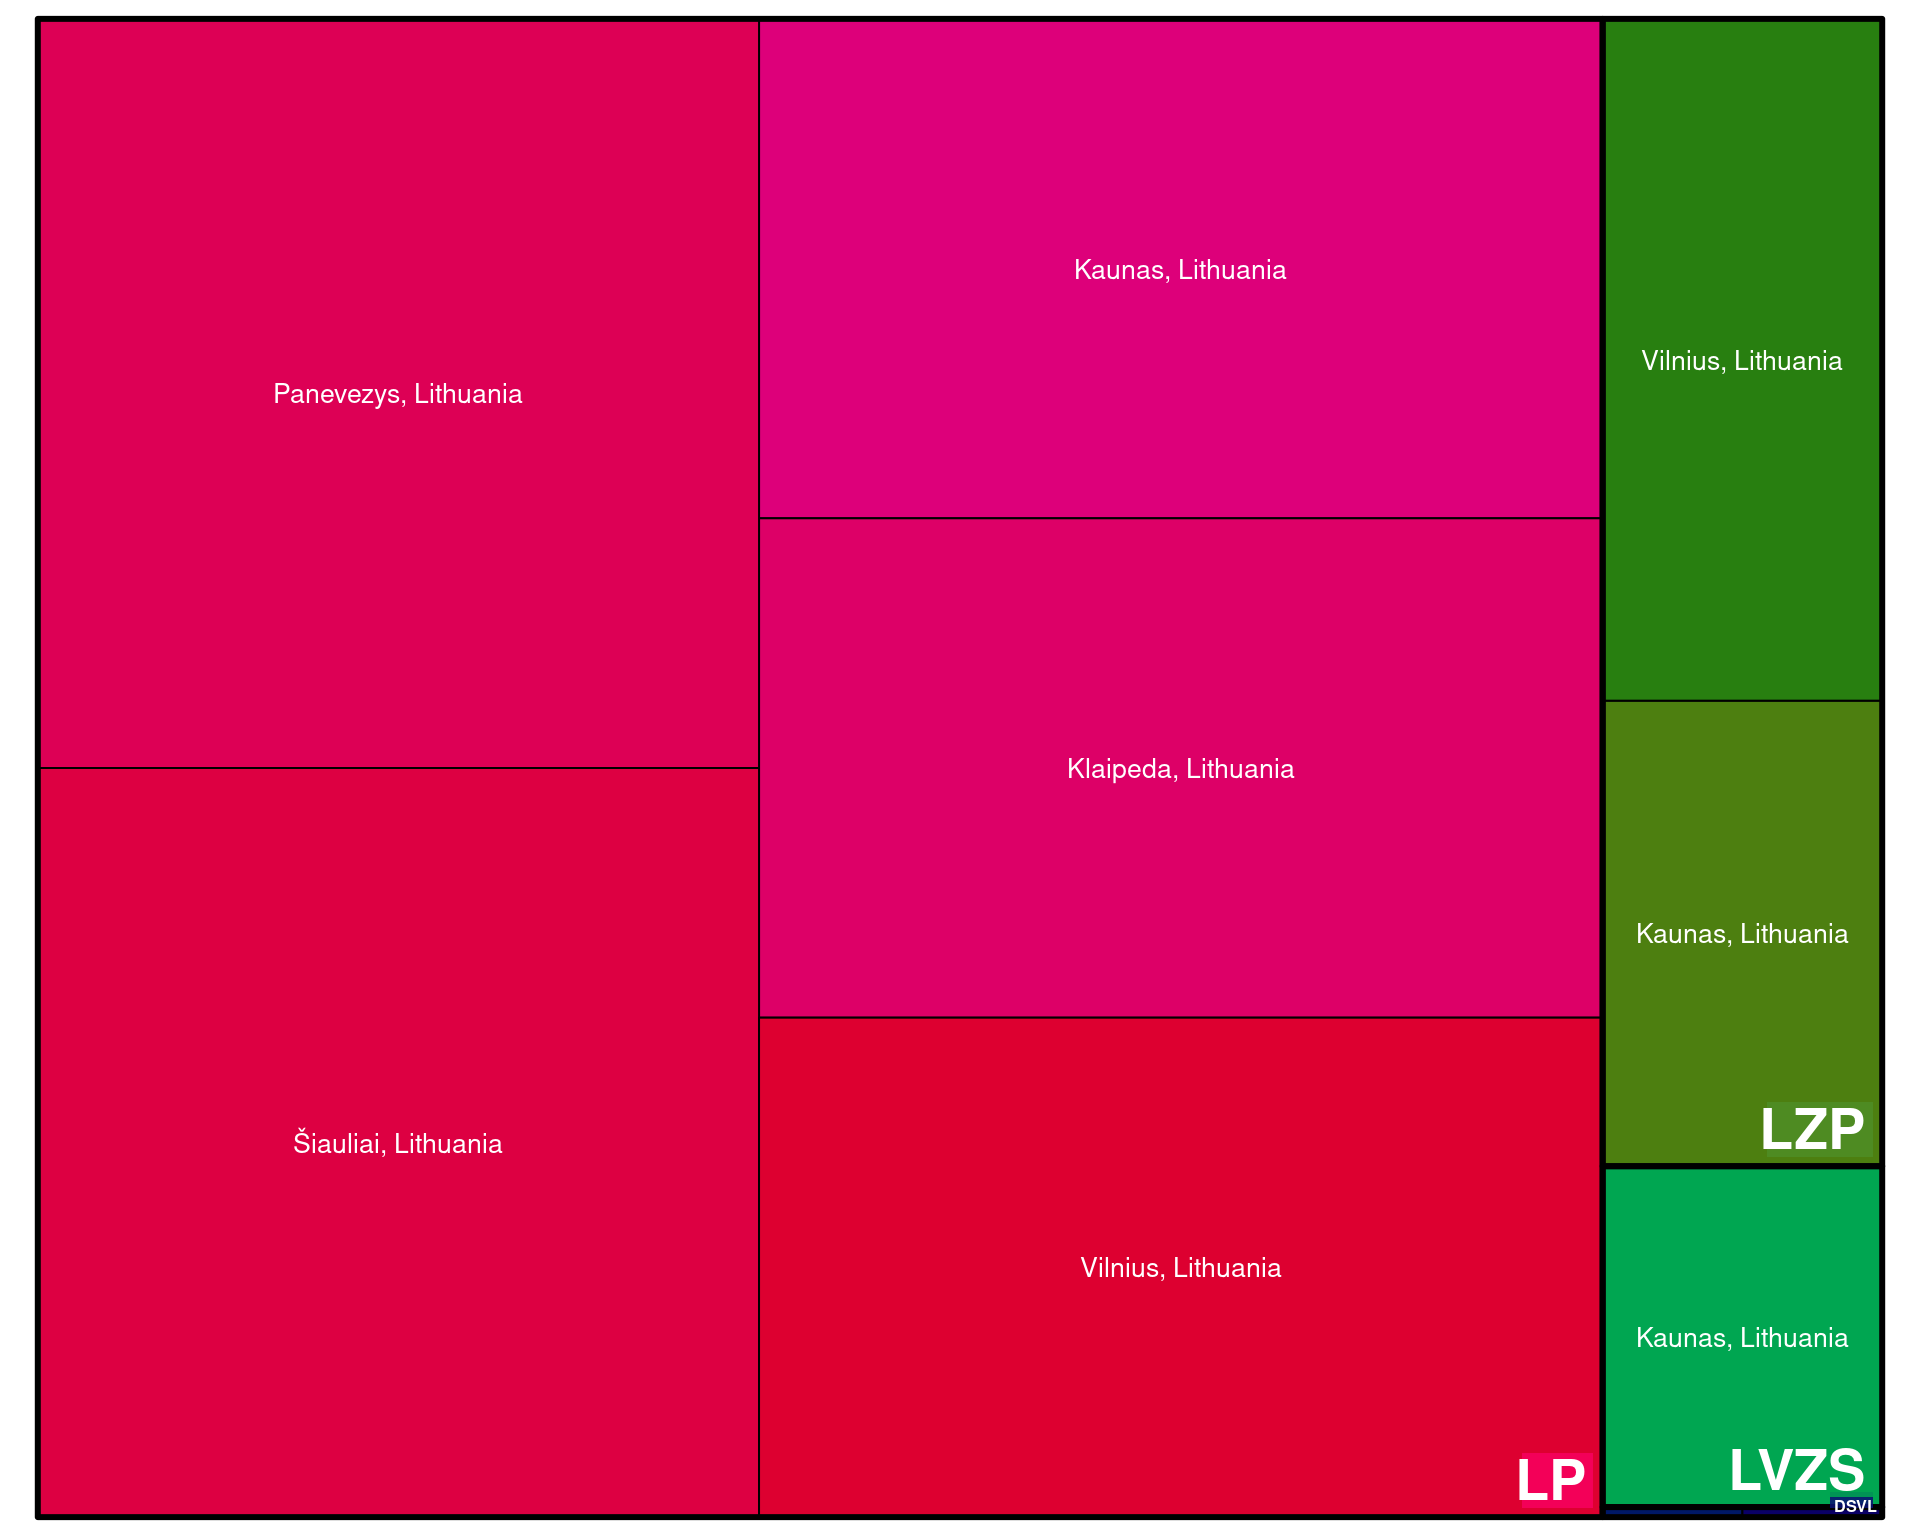 Panevezys, Lithuania
Šiauliai, Lithuania
Kaunas, Lithuania
Klaipeda, Lithuania
Vilnius, Lithuania
LP
Vilnius, Lithuania
Kaunas, Lithuania
LZP
Kaunas, Lithuania
LVZS
DSVL